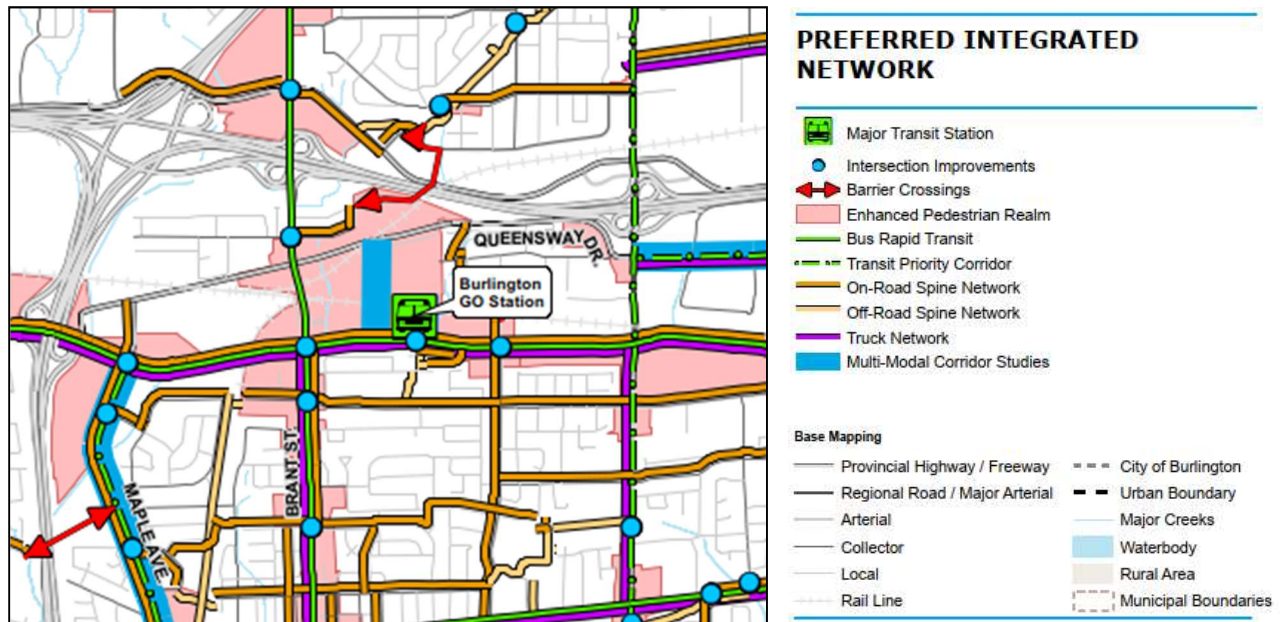 QUEENSWAY DR.
Burlington
GO Station
BRANT ST.
MAPLE AVE.
PREFERRED INTEGRATED
NETWORK
Major Transit Station
Intersection Improvements
Barrier Crossings
Enhanced Pedestrian Realm
Bus Rapid Transit
Transit Priority Corridor
On-Road Spine Network
Off-Road Spine Network
Truck Network
Multi-Modal Corridor Studies
Base Mapping
Provincial Highway / Freeway
Regional Road / Major Arterial
Arterial
Collector
Local
Rail Line
City of Burlington
Urban Boundary
Major Creeks
Waterbody
Rural Area
Municipal Boundaries